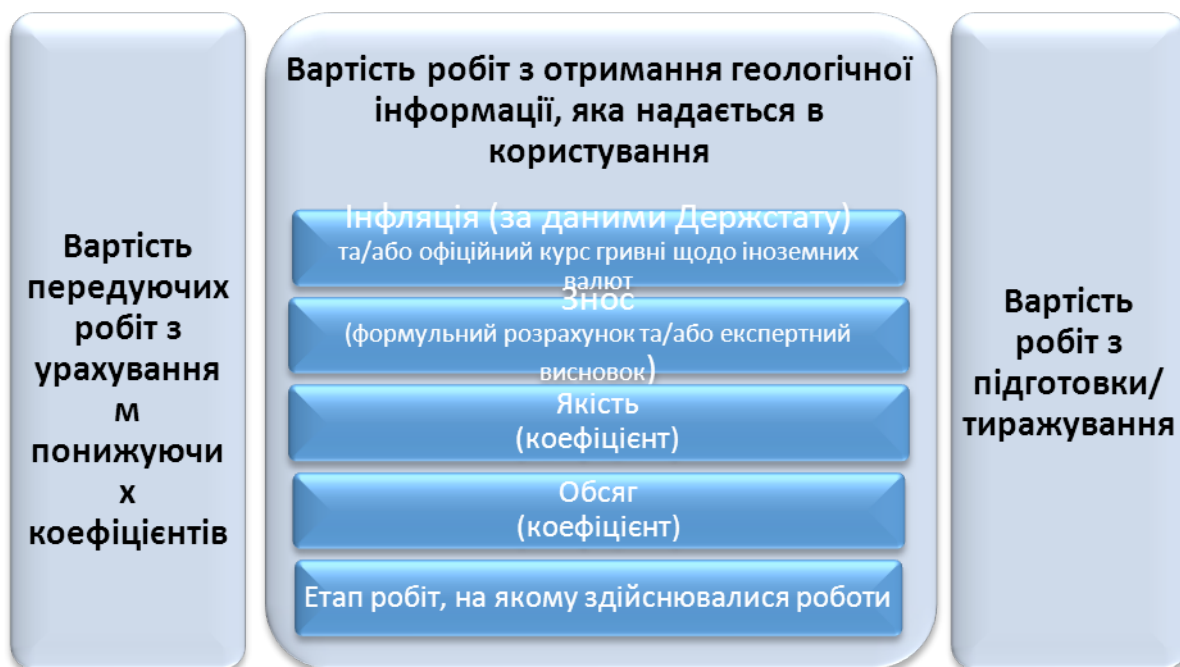 Вартість
передуючих
робіт з
урахування
м
понижуючи
х
коефіцієнтів
Вартість робіт з отримання геологічної
інформації, яка надається в
користування
Інфляція (за даними Держстату)
та/або офіційний курс гривні щодо іноземних
валют
Знос
(формульний розрахунок та/або експертний
висновок)
Якість
(коефіцієнт)
Обсяг
(коефіцієнт)
Етап робіт, на якому здійснювалися роботи
Вартість
робіт з
підготовки/
тиражування